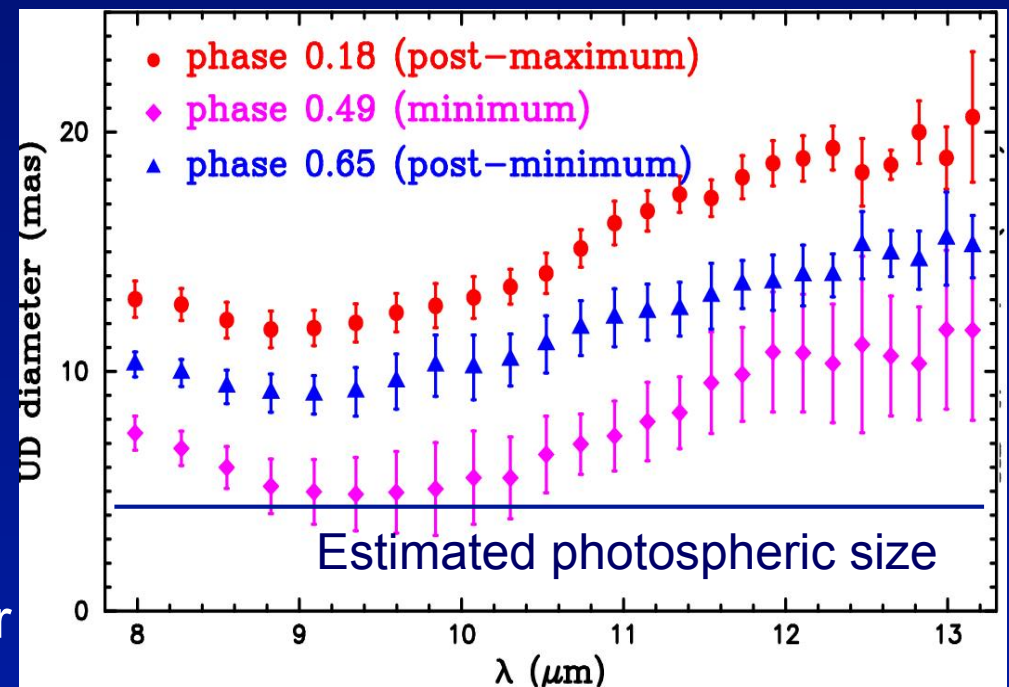 phase 0.18 (post-maximum)
phase 0.49 (minimum)
phase 0.65 (post-minimum)
UD diameter (mas)
20
10
0
Estimated photospheric size
8 9 10 11 12 13
λ (μm)
r